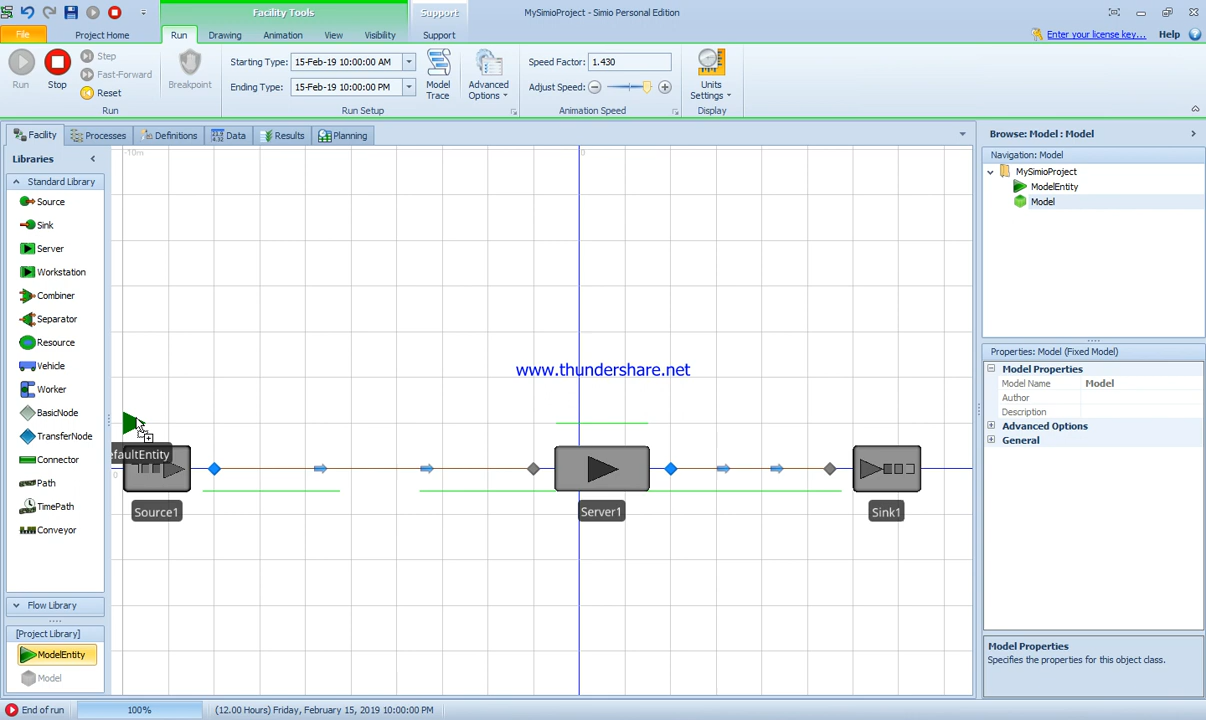 Facility Tools
Support
MySimioProject - Simio Personal Edition
File
Project Home
Run
Drawing
Animation
View
Visibility
Support
Enter your license key...
Help
Run
Stop
Step
Fast-Forward
Reset
Run
Breakpoint
Starting Type:
15-Feb-19 10:00:00 AM
Ending Type:
15-Feb-19 10:00:00 PM
Run Setup
Model Trace
Advanced Options
Speed Factor:
1.430
Adjust Speed:
Animation Speed
Units Settings
Display
Facility
Processes
Definitions
Data
Results
Planning
Libraries
Standard Library
Source
Sink
Server
Workstation
Combiner
Separator
Resource
Vehicle
Worker
BasicNode
TransferNode
Connector
Path
TimePath
Conveyor
Flow Library
[Project Library]
ModelEntity
Model
-10m
0
www.thundershare.net
efaultEntity
0
Source1
Server1
Sink1
Browse: Model : Model
Navigation: Model
MySimioProject
ModelEntity
Model
Properties: Model (Fixed Model)
Model Properties
Model Name
Model
Author
Description
Advanced Options
General
Model Properties
Specifies the properties for this object class.
End of run
100%
(12.00 Hours) Friday, February 15, 2019 10:00:00 PM